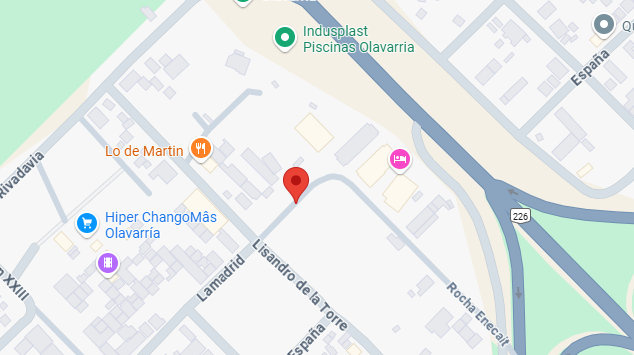 Indusplast
Piscinas Olavarria
España
Lo de Martin
Rivadavia
226
Hiper ChangoMâs
Olavarría
Lamadrid
Lisandro de la Torre
Rocha Enecait
XXIII
España